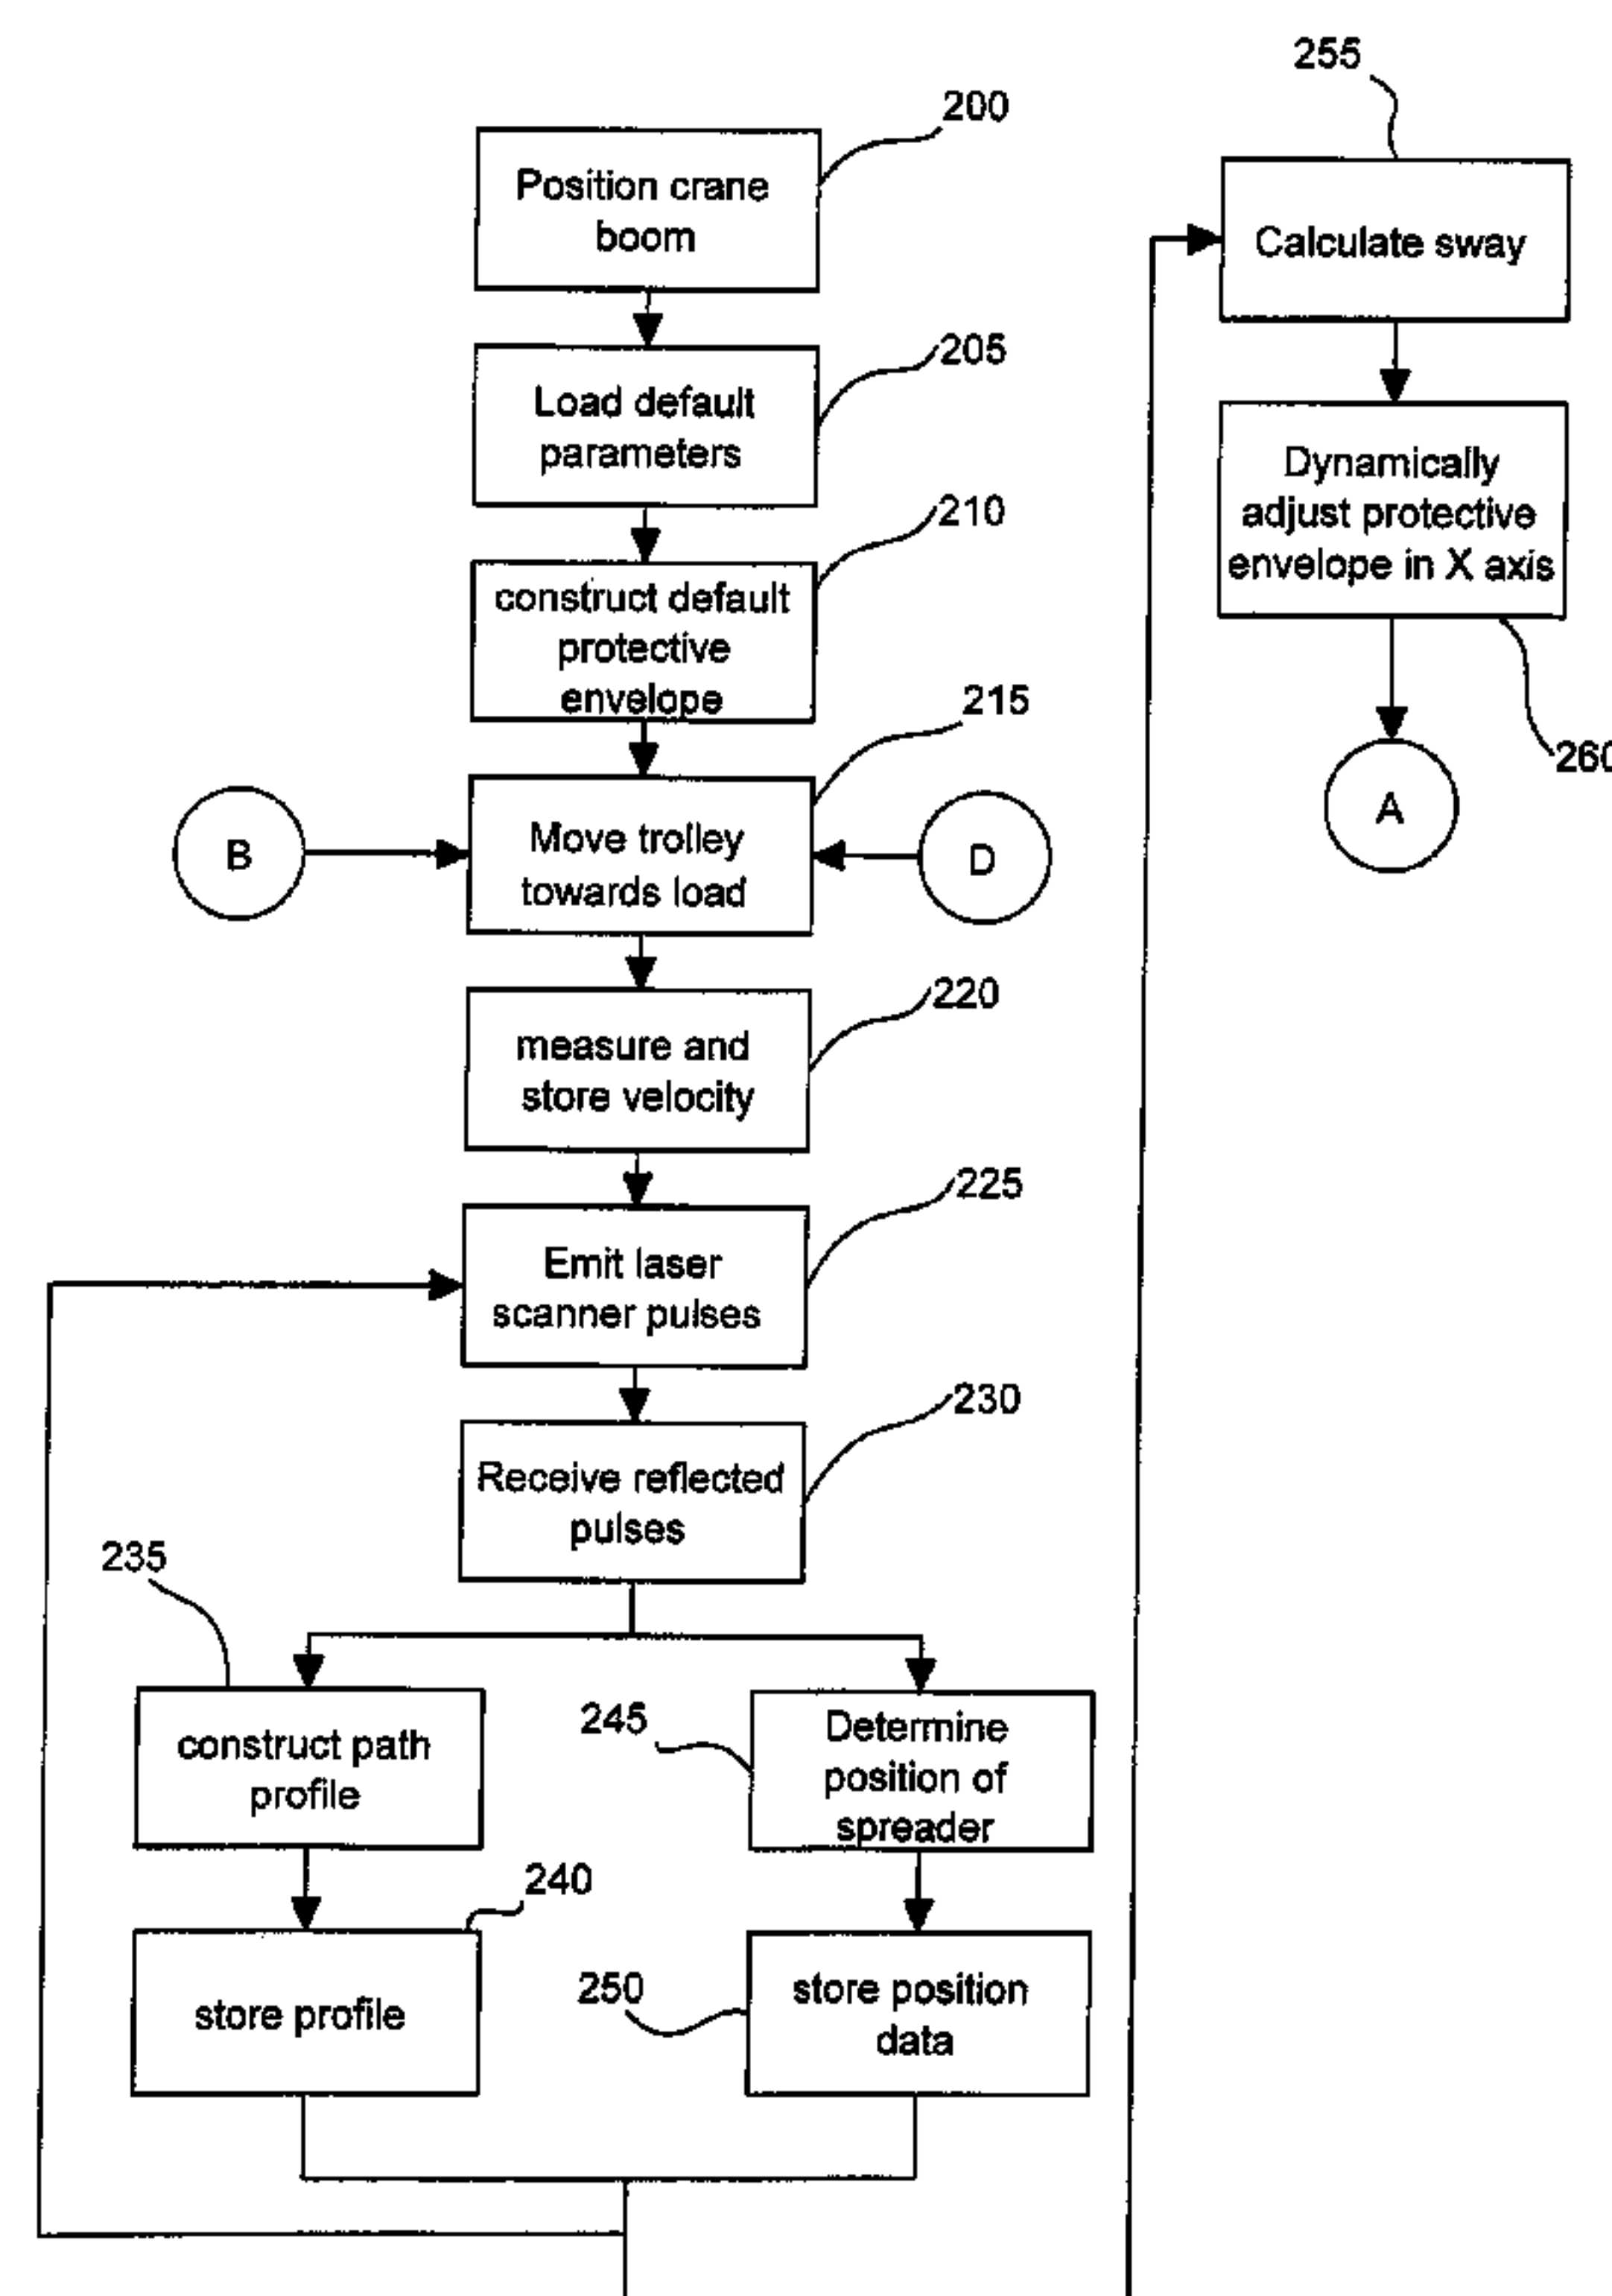 200
Position crane
boom
205
Load default
parameters
210
construct default
protective
envelope
215
B
Move trolley
towards load
D
220
measure and
store velocity
225
Emit laser
scanner pulses
230
Receive reflected
pulses
235
construct path
profile
240
store profile
245
Determine
position of
spreader
250
store position
data
255
Calculate sway
Dynamically
adjust protective
envelope in X axis
260
A